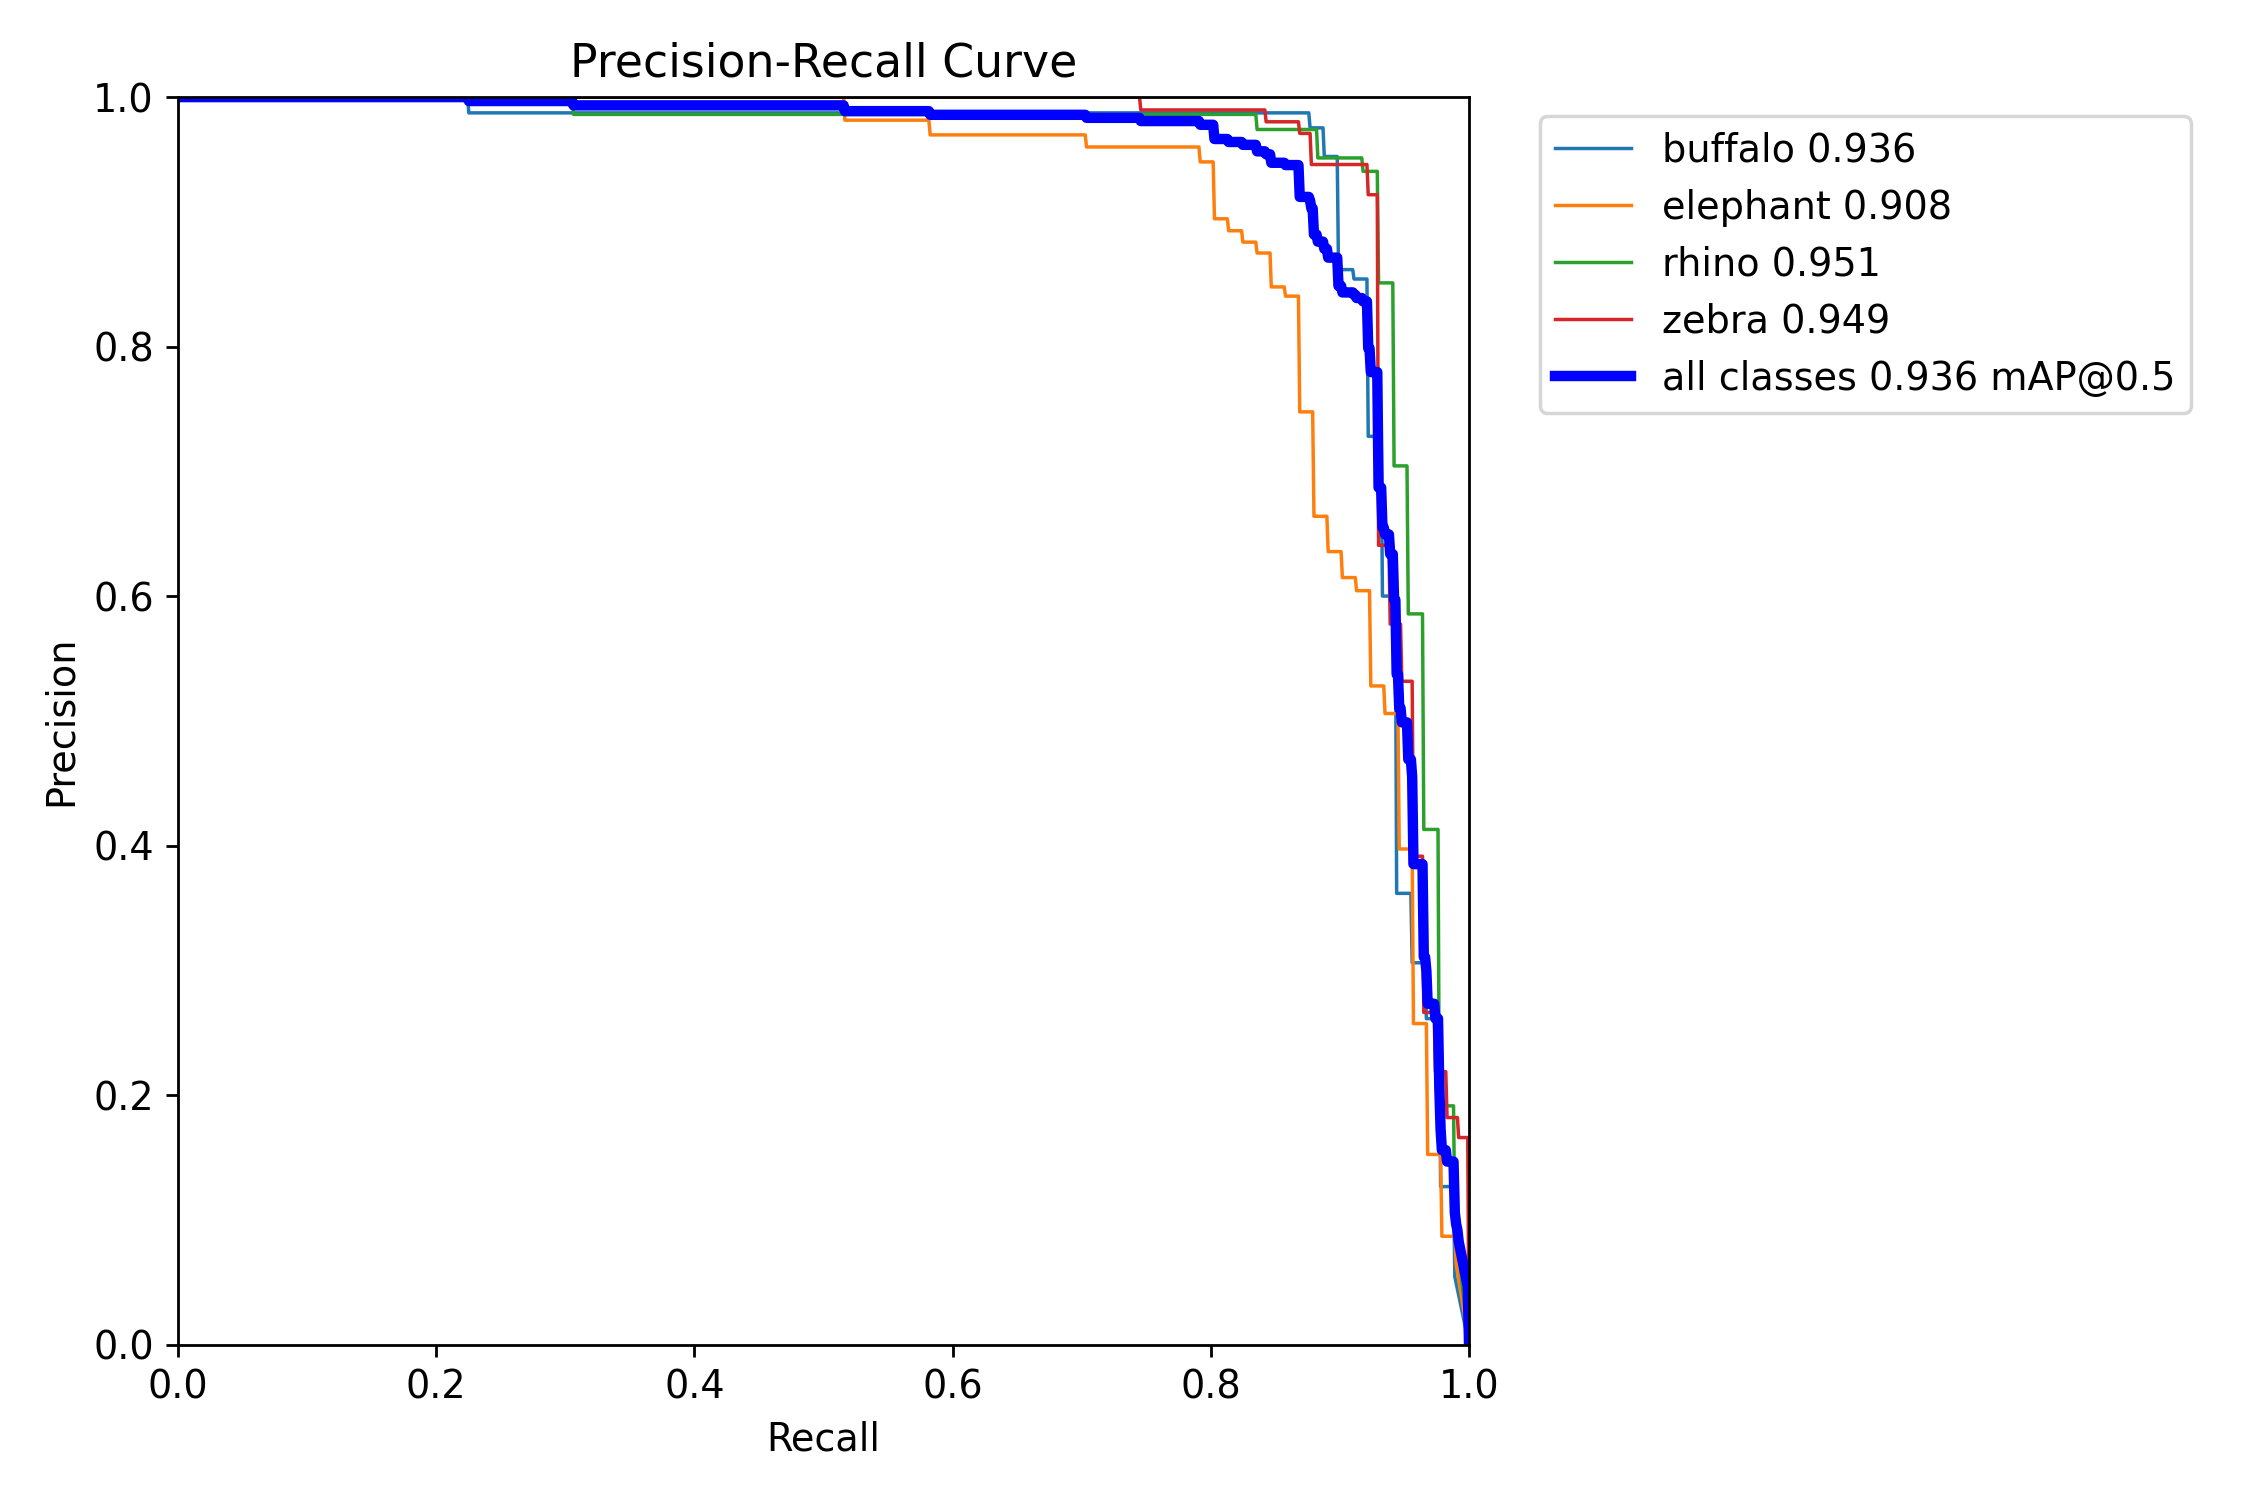 Precision-Recall Curve
1.0
0.8
0.6
0.4
0.2
0.0
Precision
0.0 0.2 0.4 0.6 0.8 1.0
Recall
buffalo 0.936
elephant 0.908
rhino 0.951
zebra 0.949
all classes 0.936 mAP@0.5